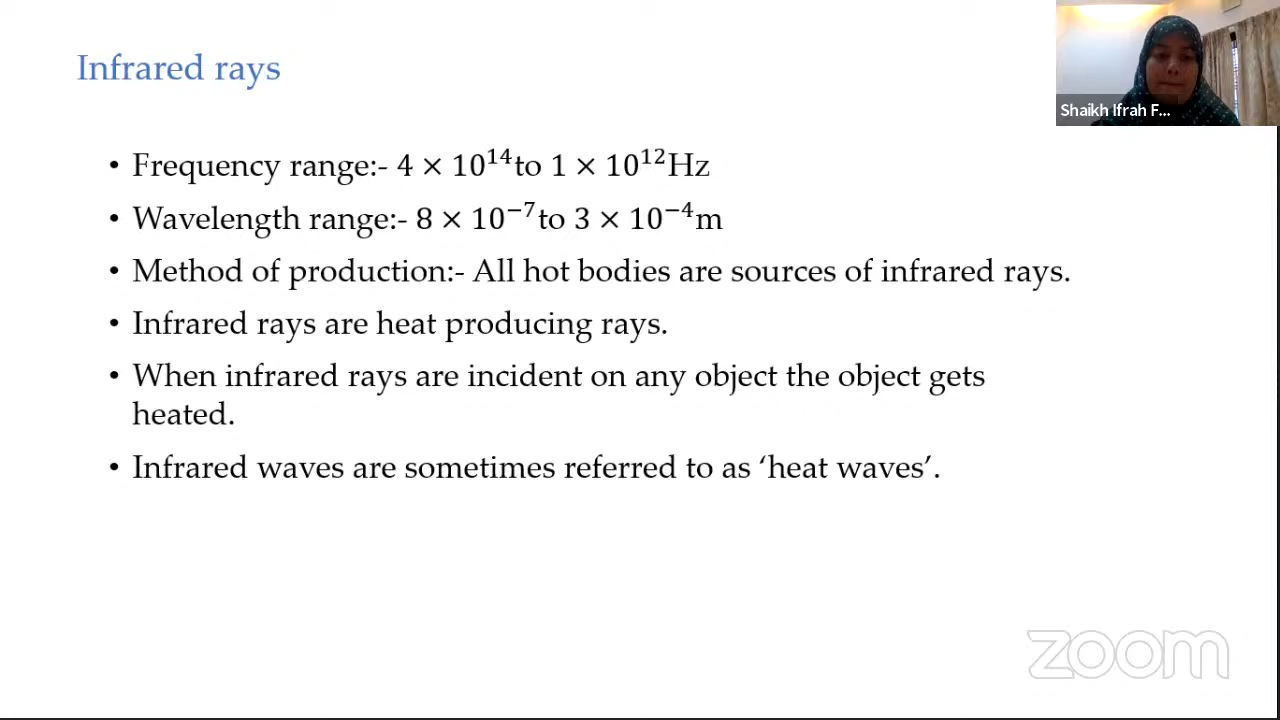 Infrared rays
Shaikh Ifrah F...
• Frequency range:- 4 × 10¹⁴to 1 × 10¹²Hz
• Wavelength range:- 8 × 10⁻⁷to 3 × 10⁻⁴m
• Method of production:- All hot bodies are sources of infrared rays.
• Infrared rays are heat producing rays.
• When infrared rays are incident on any object the object gets
heated.
• Infrared waves are sometimes referred to as ‘heat waves’.
zoom